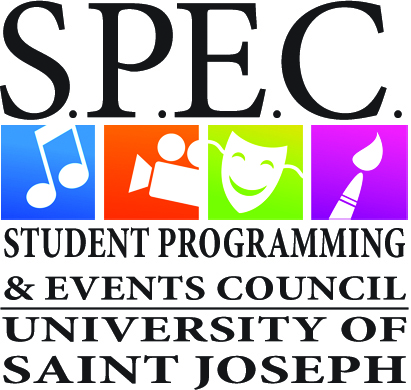 S.P.E.C.
STUDENT PROGRAMMING
& EVENTS COUNCIL
UNIVERSITY OF
SAINT JOSEPH